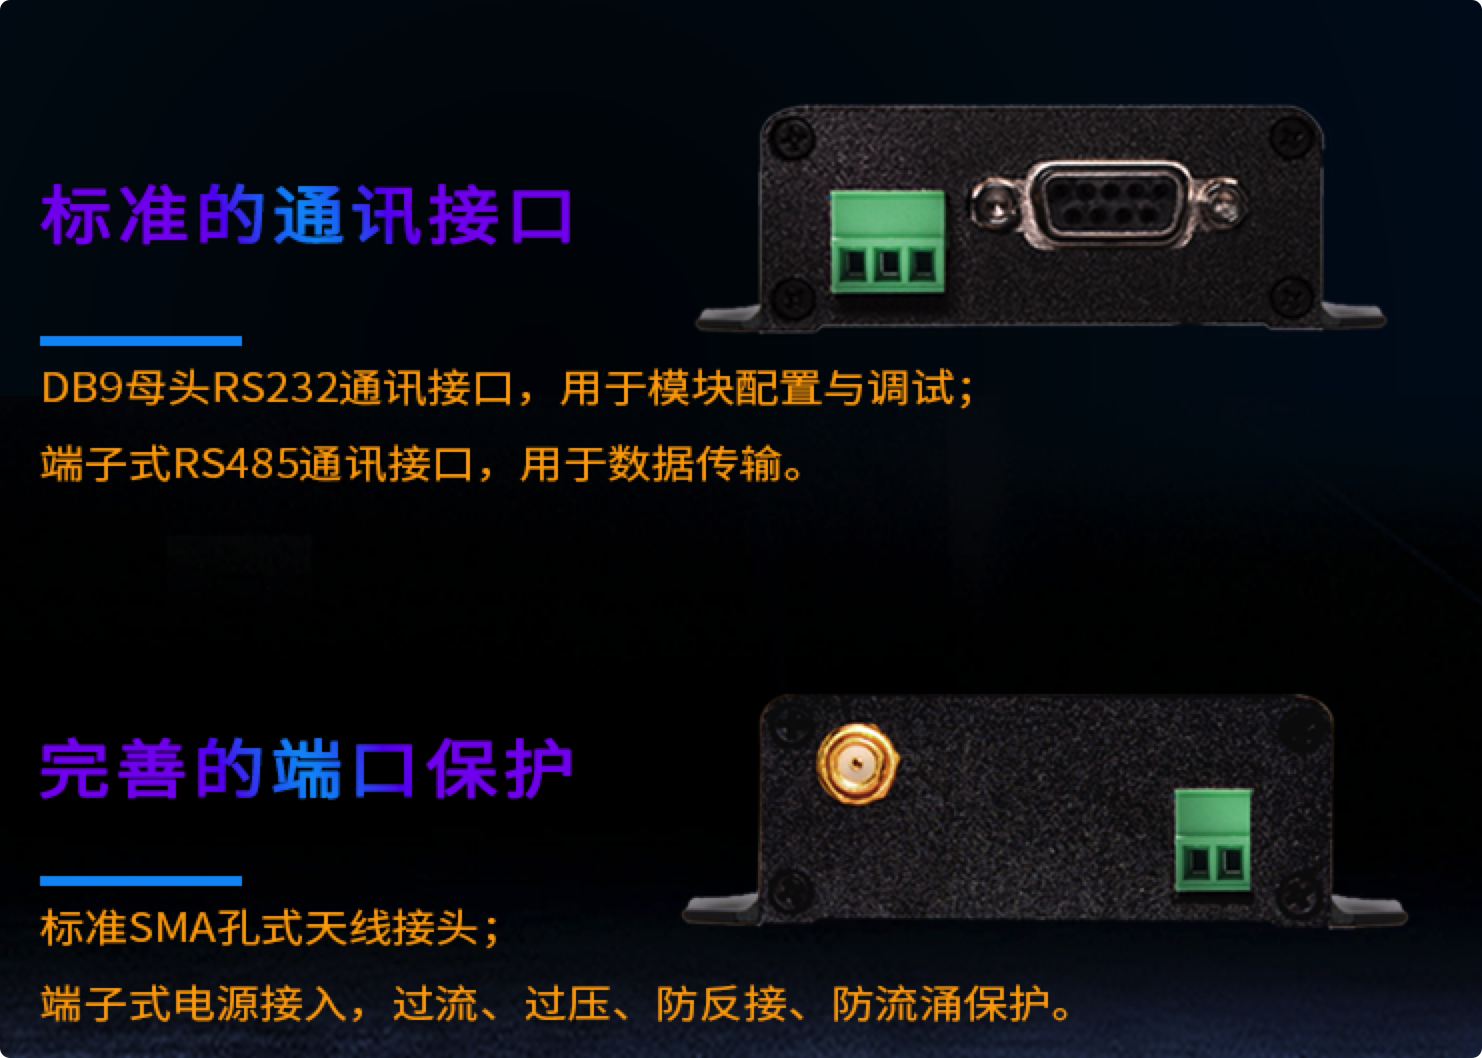 标准的通讯接口
DB9母头RS232通讯接口，用于模块配置与调试；
端子式RS485通讯接口，用于数据传输。
完善的端口保护
标准SMA孔式天线接头；
端子式电源接入，过流、过压、防反接、防流涌保护。